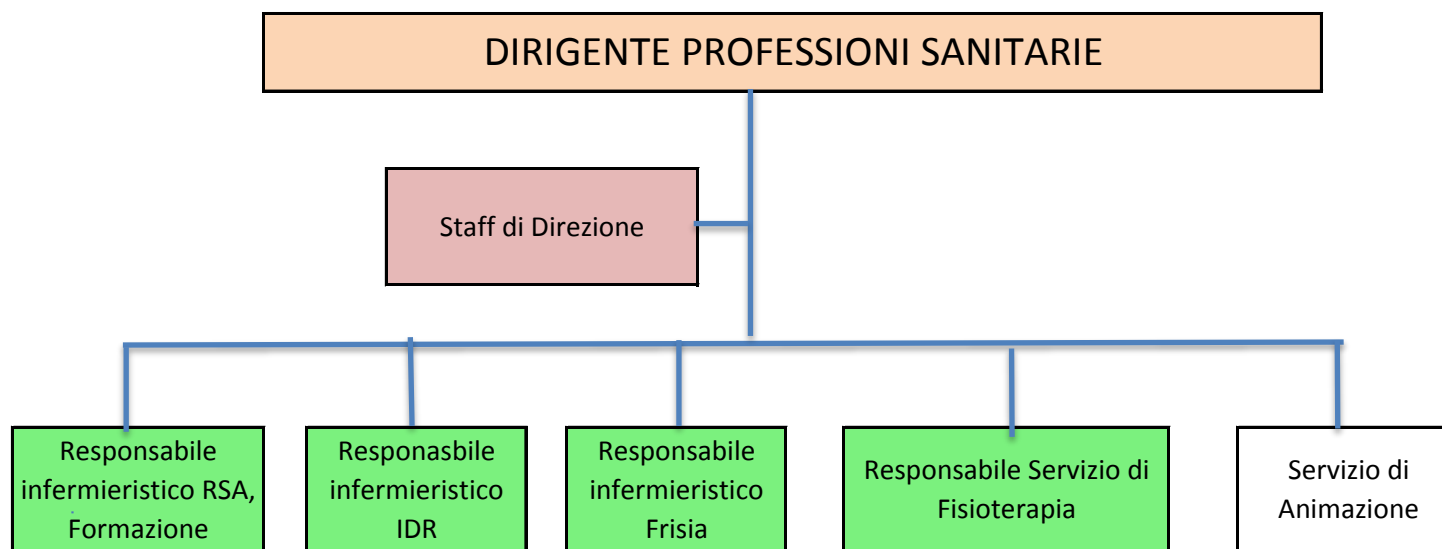 DIRIGENTE PROFESSIONI SANITARIE
Staff di Direzione
Responsabile
infermieristico RSA,
Formazione
Responasbile
infermieristico
IDR
Responsabile
infermieristico
Frisia
Responsabile Servizio di
Fisioterapia
Servizio di
Animazione